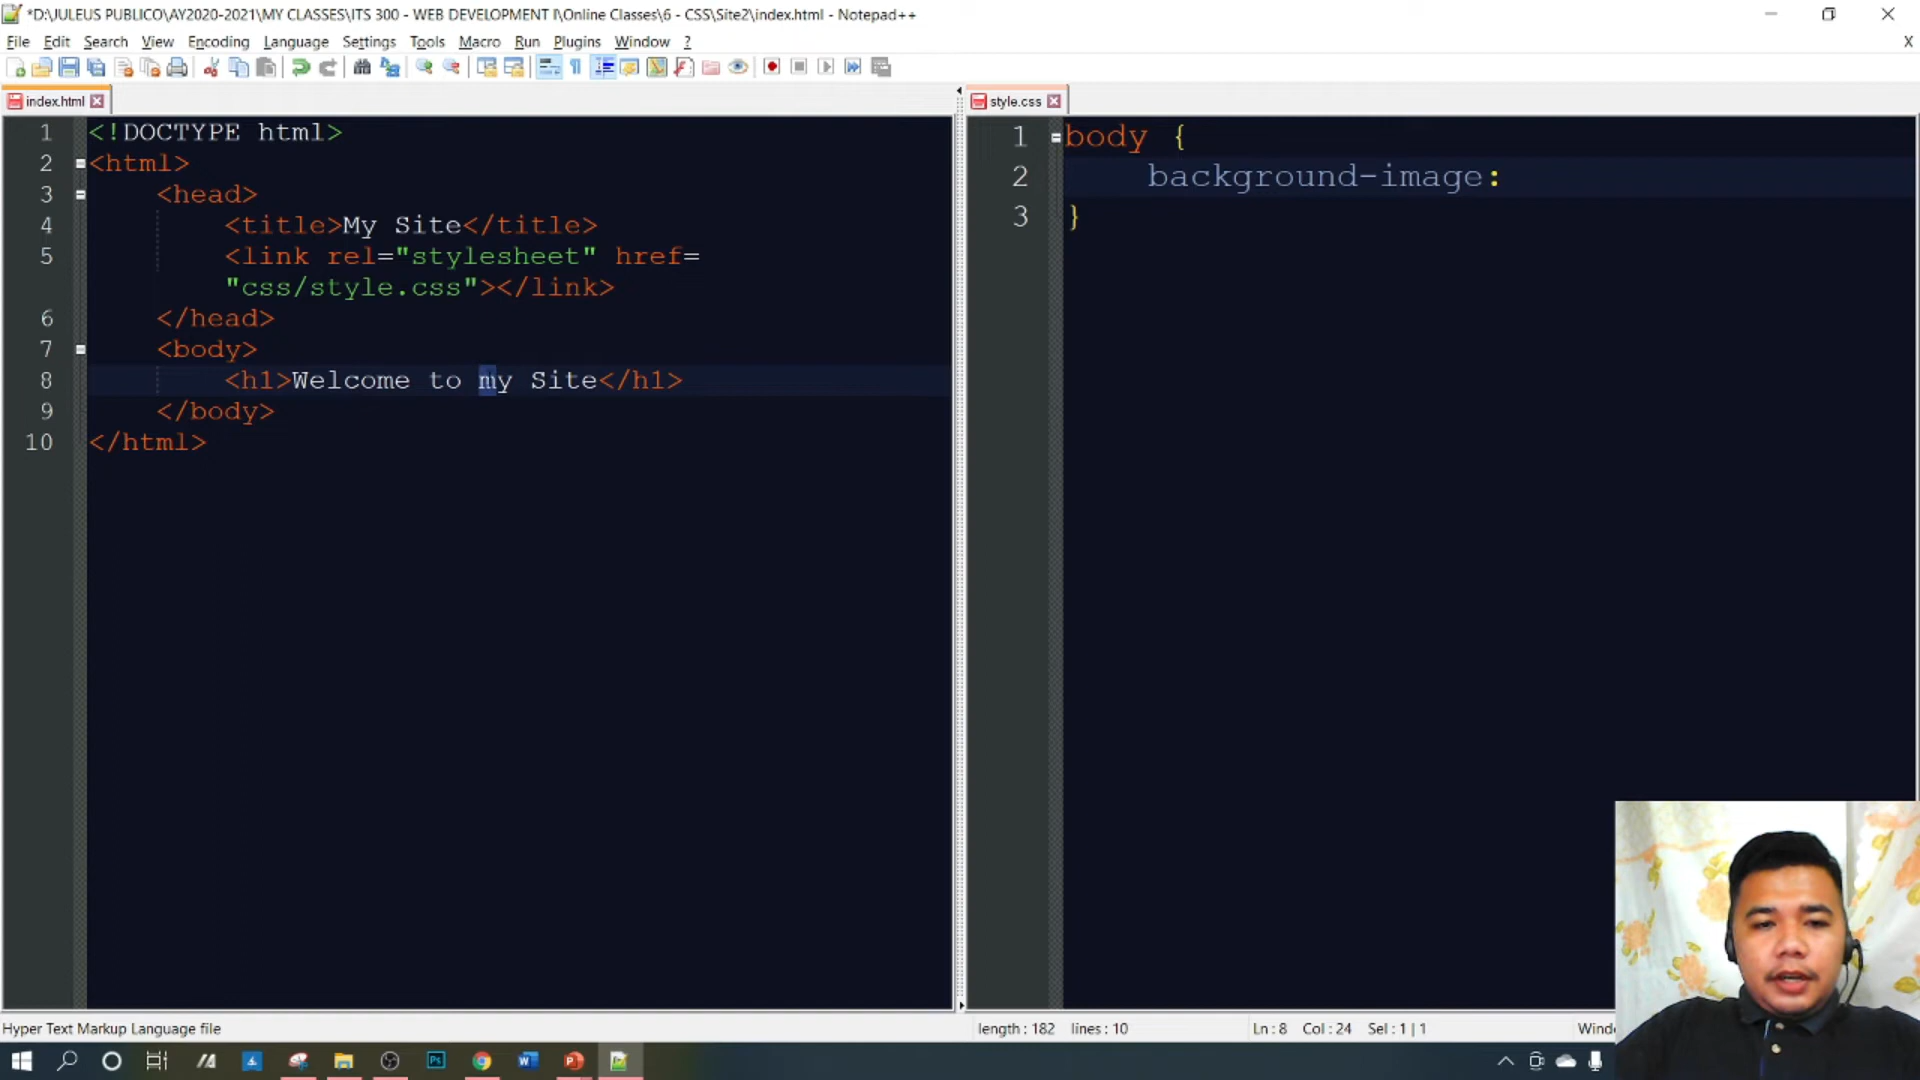 *D:\JULEUS PUBLICO\AY2020-2021\MY CLASSES\ITS 300 - WEB DEVELOPMENT I\Online Classes\6 - CSS\Site2\index.html - Notepad++
File Edit Search View Encoding Language Settings Tools Macro Run Plugins Window ? X
index.html
1 <!DOCTYPE html>
2 <html>
3 <head>
4 <title>My Site</title>
5 <link rel="stylesheet" href=
"css/style.css"></link>
6 </head>
7 <body>
8 <h1>Welcome to my Site</h1>
9 </body>
10 </html>
style.css
1 body {
2 background-image:
3 }
Hyper Text Markup Language file length : 182 lines : 10 Ln : 8 Col : 24 Sel : 1 | 1